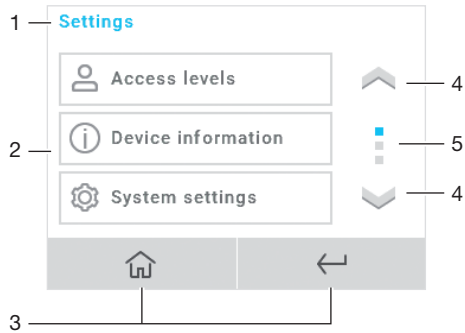 1 Settings
Access levels 4
2 Device information 5
System settings 4
3